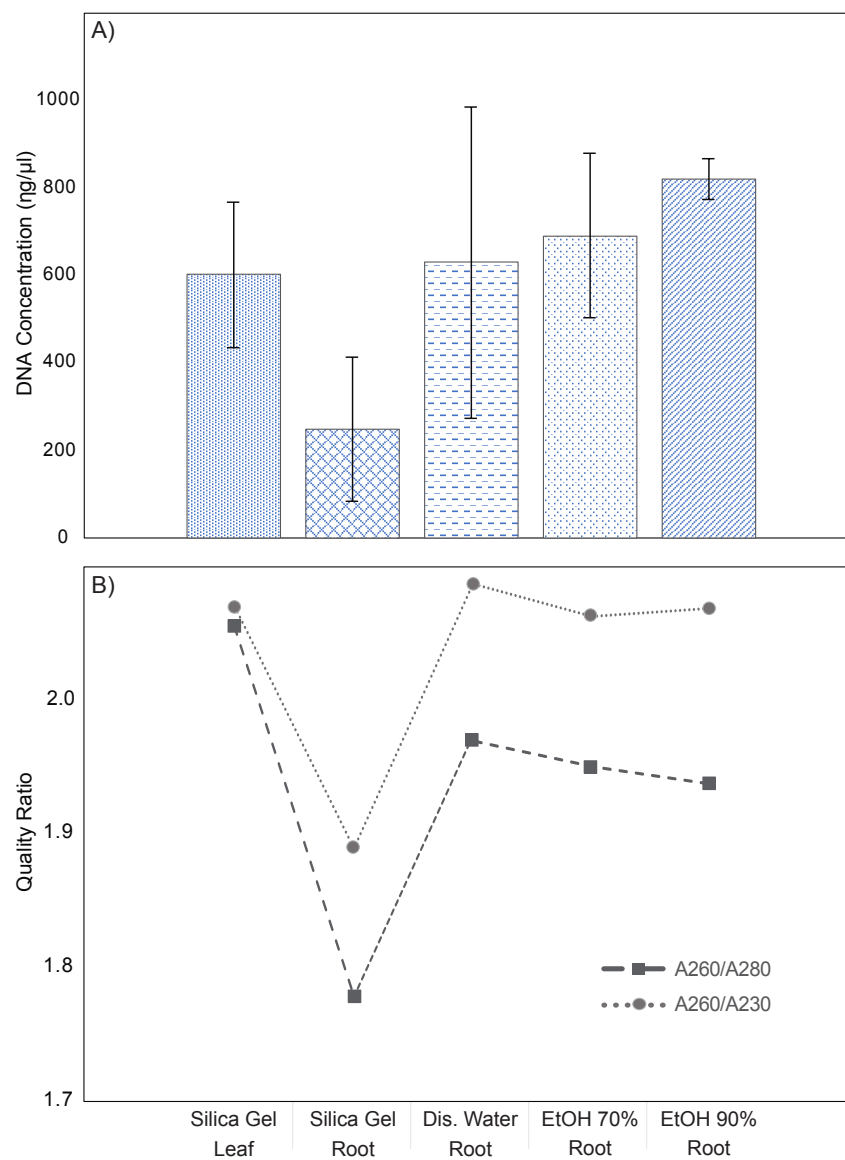 A)
1000
800
600
400
200
0
DNA Concentration (ηg/μl)
B)
2.0
1.9
1.8
1.7
Quality Ratio
A260/A280
A260/A230
Silica Gel Leaf
Silica Gel Root
Dis. Water Root
EtOH 70% Root
EtOH 90% Root